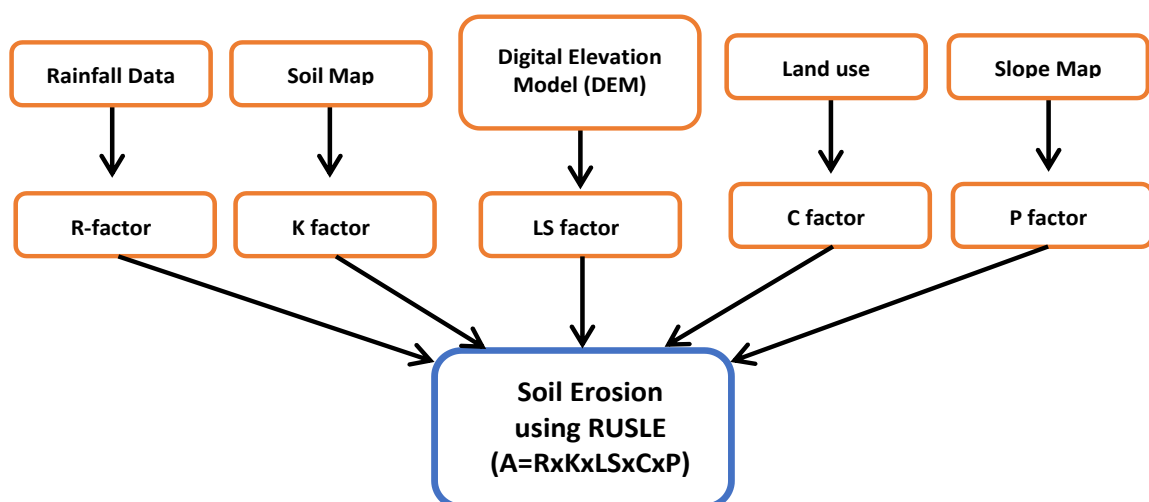 Rainfall Data
Soil Map
Digital Elevation
Model (DEM)
Land use
Slope Map
R-factor
K factor
LS factor
C factor
P factor
Soil Erosion
using RUSLE
(A=RxKxLSxCxP)